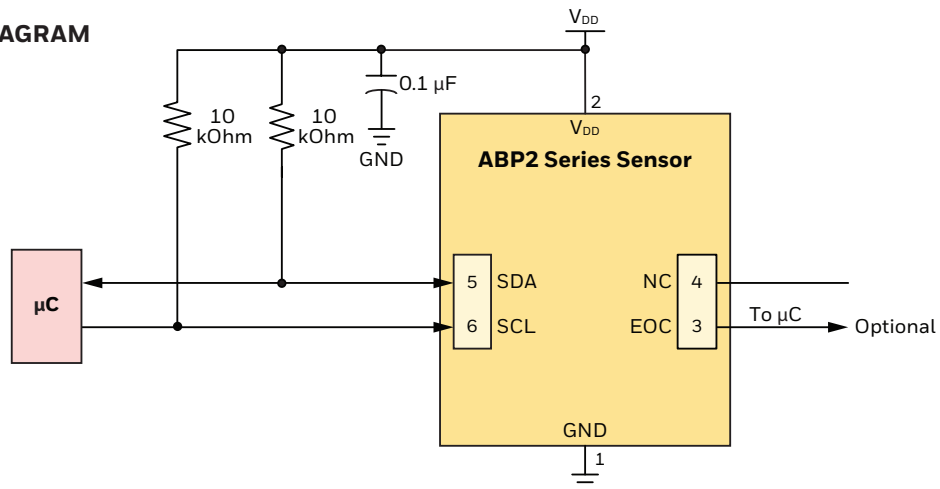 AGRAM
VDD
0.1 µF
2
10
kOhm
10
kOhm
GND
VDD
ABP2 Series Sensor
µC
5 SDA
NC 4
6 SCL
EOC 3
To µC
Optional
GND
1